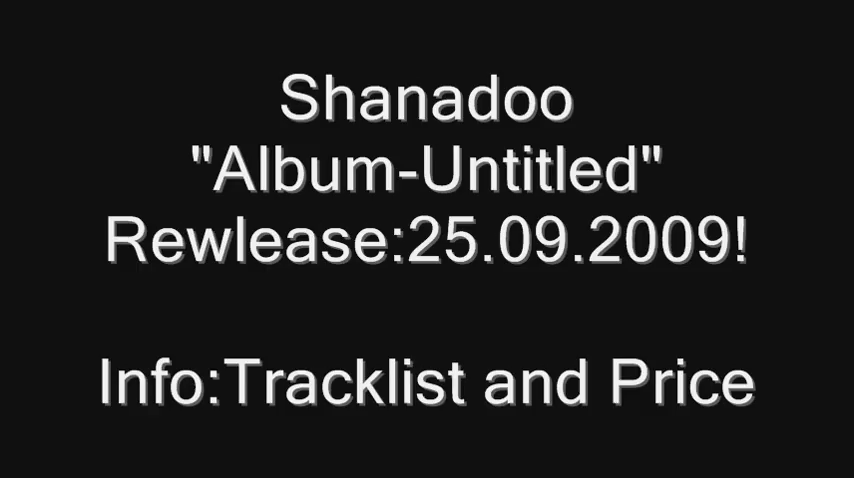 Shanadoo
"Album-Untitled"
Rewlease:25.09.2009!
Info:Tracklist and Price